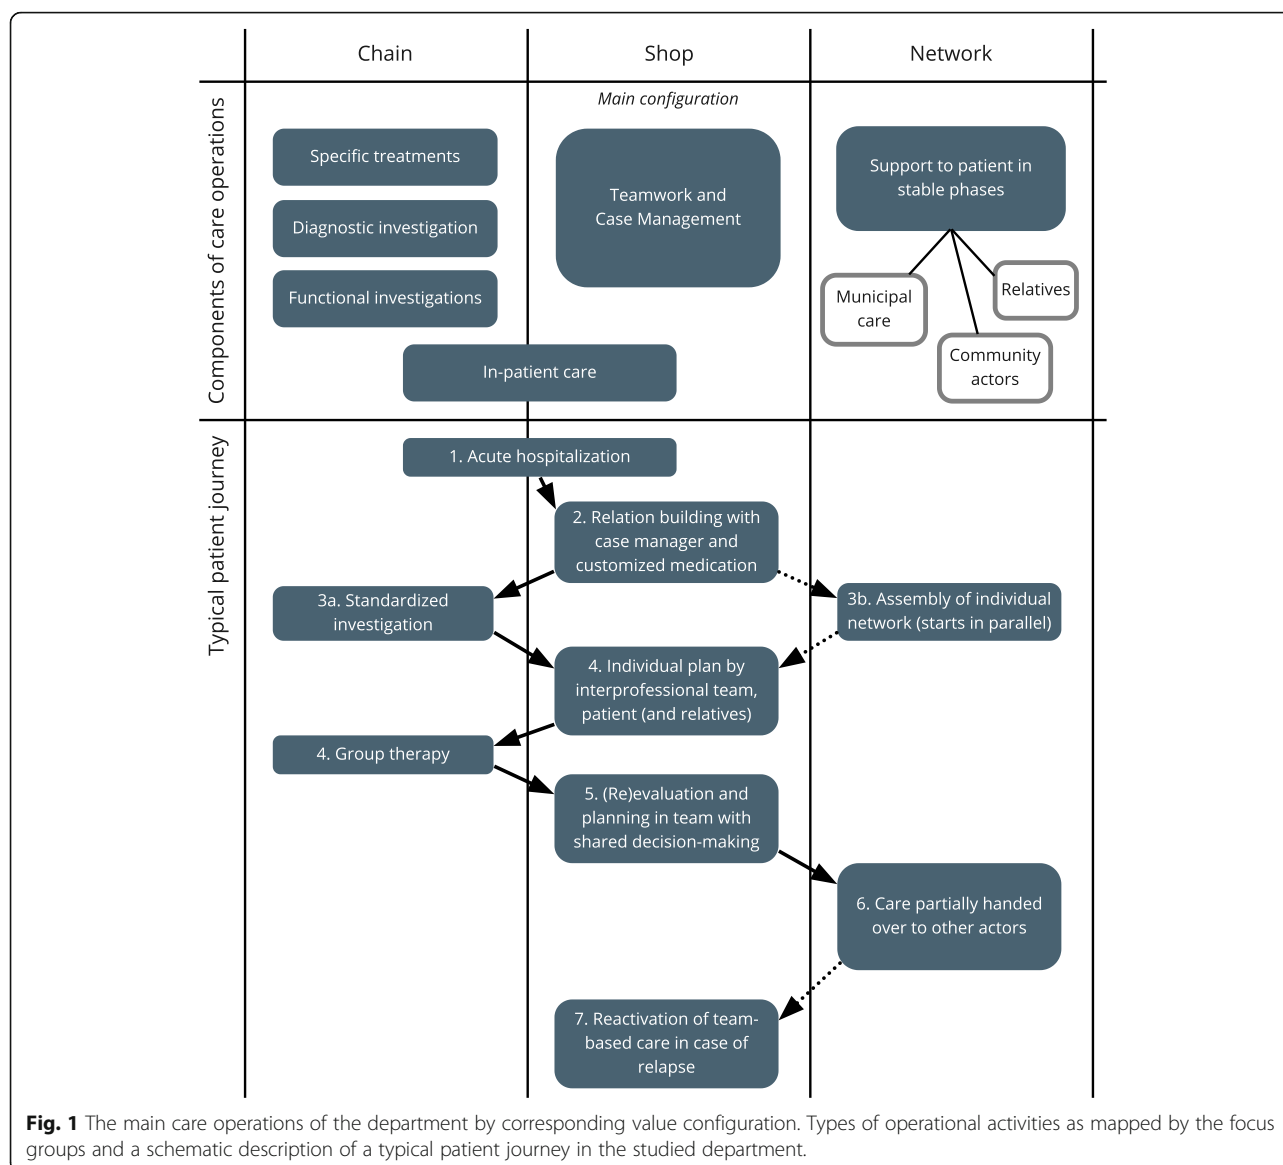 Chain
Shop
Network
Components of care operations
Main configuration
Specific treatments
Diagnostic investigation
Functional investigations
Teamwork and
Case Management
Support to patient in
stable phases
Municipal
care
Relatives
Community
actors
In-patient care
Typical patient journey
1. Acute hospitalization
2. Relation building with
case manager and
customized medication
3a. Standardized
investigation
3b. Assembly of individual
network (starts in parallel)
4. Individual plan by
interprofessional team,
patient (and relatives)
4. Group therapy
5. (Re)evaluation and
planning in team with
shared decision-making
6. Care partially handed
over to other actors
7. Reactivation of team-
based care in case of
relapse
Fig. 1 The main care operations of the department by corresponding value configuration. Types of operational activities as mapped by the focus
groups and a schematic description of a typical patient journey in the studied department.